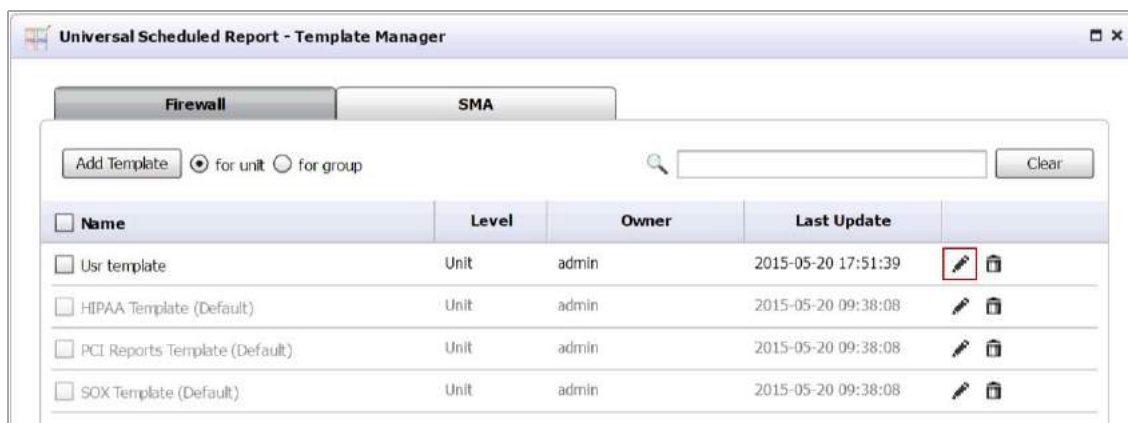 Universal Scheduled Report - Template Manager
Firewall SMA
Add Template for unit for group Clear
Name Level Owner Last Update
Usr template Unit admin 2015-05-20 17:51:39
HIPAA Template (Default) Unit admin 2015-05-20 09:38:08
PCI Reports Template (Default) Unit admin 2015-05-20 09:38:08
SOX Template (Default) Unit admin 2015-05-20 09:38:08